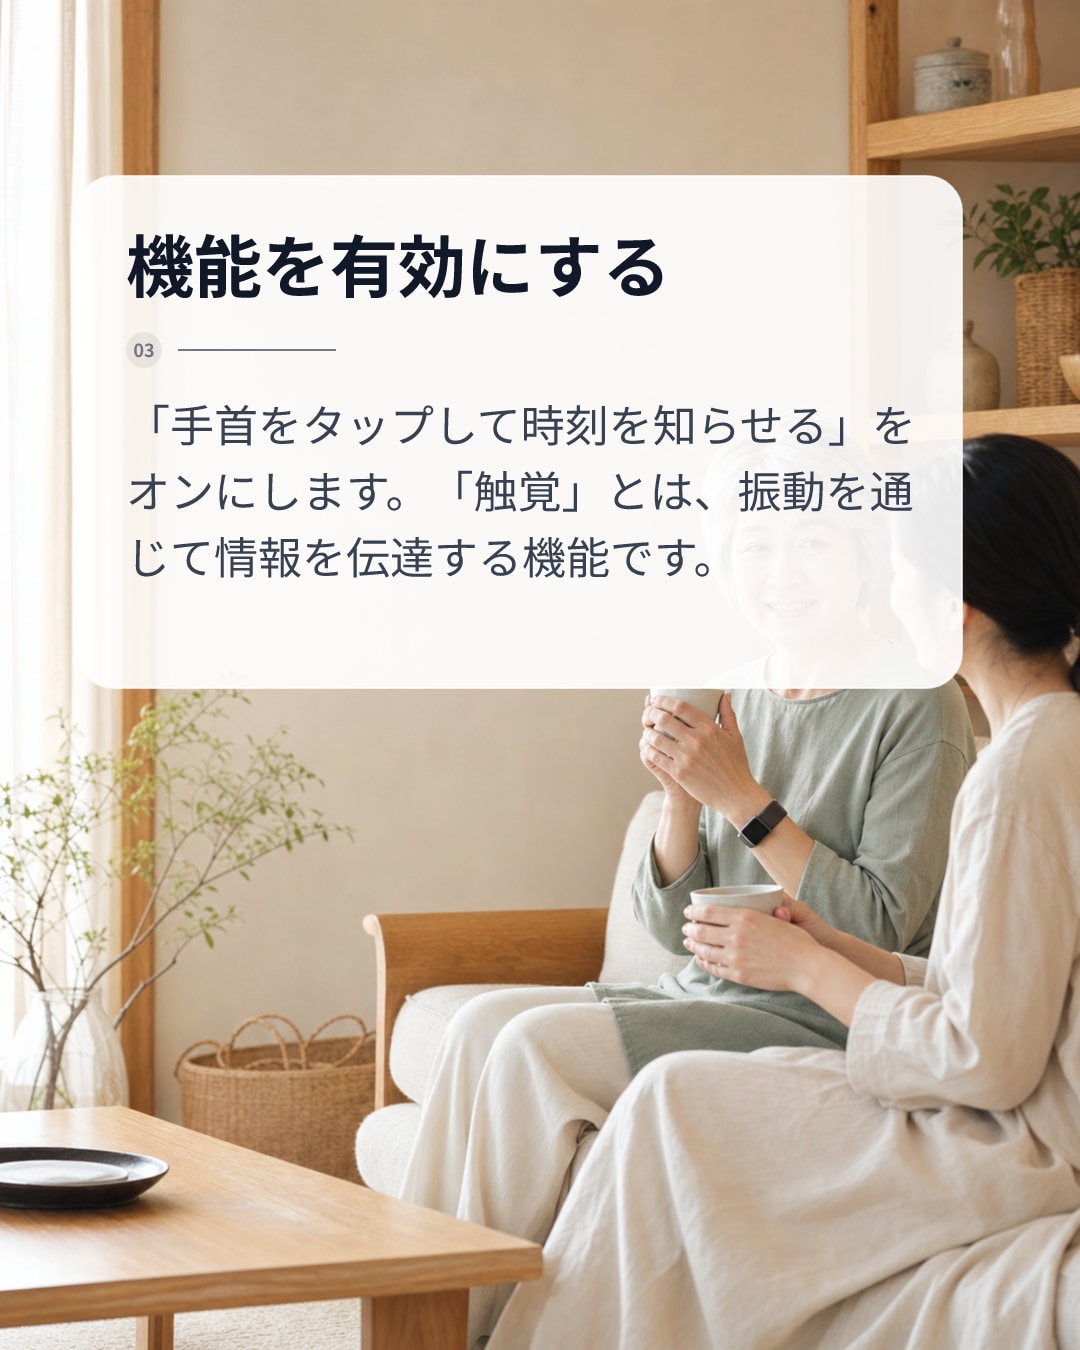 機能を有効にする
03
「手首をタップして時刻を知らせる」を
オンにします。「触覚」とは、振動を通
じて情報を伝達する機能です。